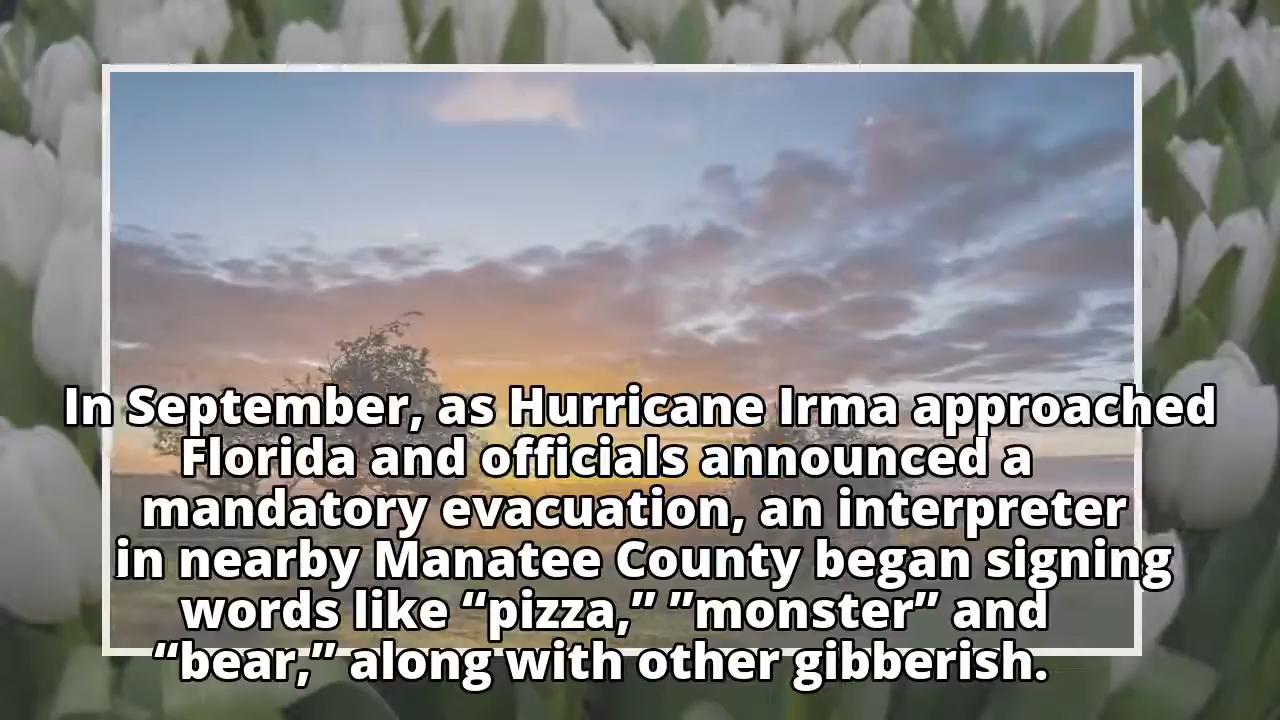 In September, as Hurricane Irma approached
Florida and officials announced a
mandatory evacuation, an interpreter
in nearby Manatee County began signing
words like “pizza,” ”monster” and
“bear,” along with other gibberish.